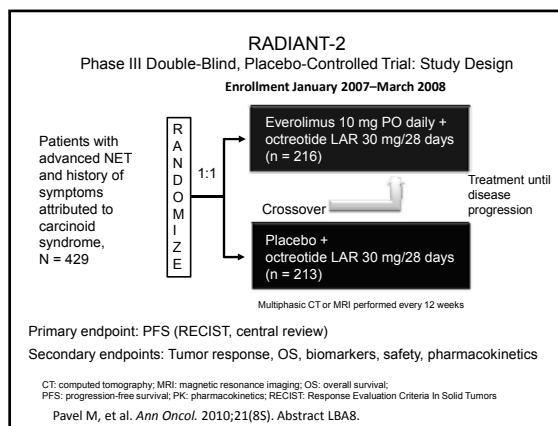 RADIANT-2
Phase III Double-Blind, Placebo-Controlled Trial: Study Design
Enrollment January 2007–March 2008
Patients with
advanced NET
and history of
symptoms
attributed to
carcinoid
syndrome,
N = 429
RANDOMIZE
1:1
Everolimus 10 mg PO daily +
octreotide LAR 30 mg/28 days
(n = 216)
Crossover
Treatment until
disease
progression
Placebo +
octreotide LAR 30 mg/28 days
(n = 213)
Multiphasic CT or MRI performed every 12 weeks
Primary endpoint: PFS (RECIST, central review)
Secondary endpoints: Tumor response, OS, biomarkers, safety, pharmacokinetics
CT: computed tomography; MRI: magnetic resonance imaging; OS: overall survival;
PFS: progression-free survival; PK: pharmacokinetics; RECIST: Response Evaluation Criteria In Solid Tumors
Pavel M, et al. Ann Oncol. 2010;21(8S). Abstract LBA8.